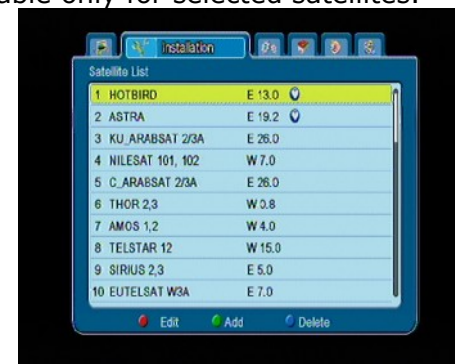 able only for selected satellites.
Installation
Satellite List
1 HOTBIRD E 13.0
2 ASTRA E 19.2
3 KU_ARABSAT 2/3A E 26.0
4 NILESAT 101, 102 W 7.0
5 C_ARABSAT 2/3A E 26.0
6 THOR 2,3 W 0.8
7 AMOS 1,2 W 4.0
8 TELSTAR 12 W 15.0
9 SIRIUS 2,3 E 5.0
10 EUTELSAT W3A E 7.0
Edit Add Delete